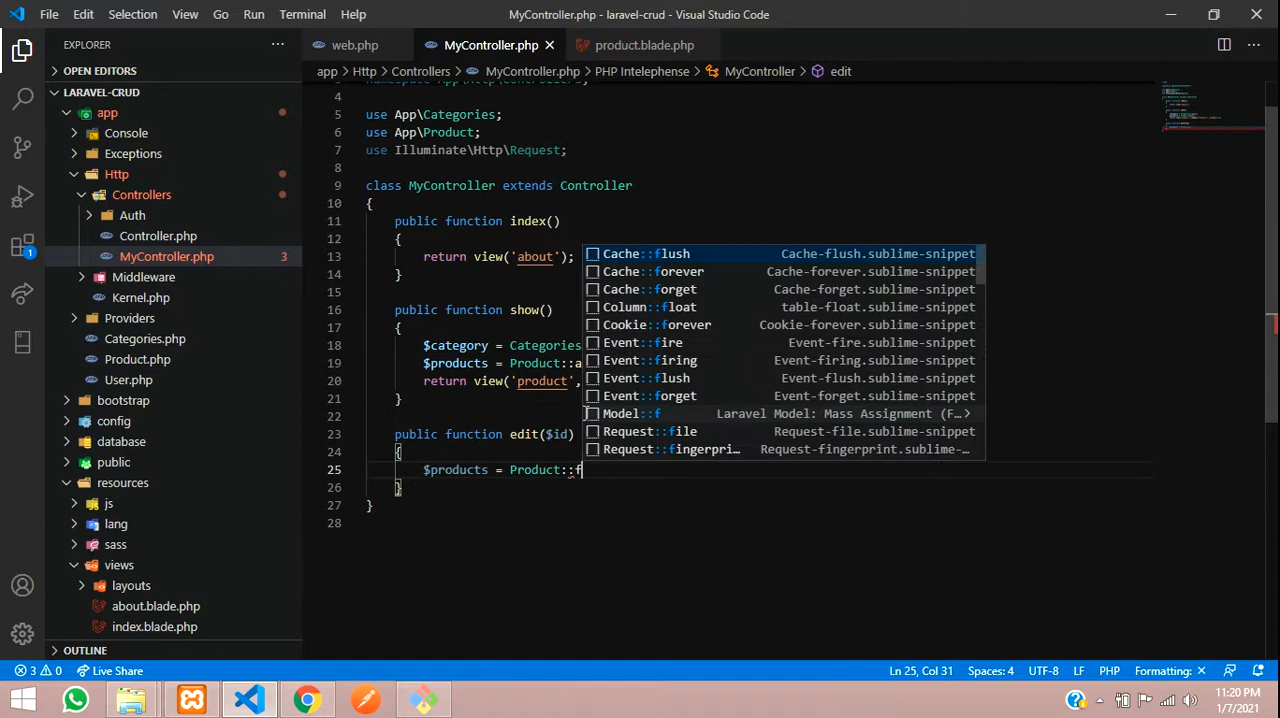 File Edit Selection View Go Run Terminal Help
MyController.php - laravel-crud - Visual Studio Code
EXPLORER
OPEN EDITORS
LARAVEL-CRUD
app
Console
Exceptions
Http
Controllers
Auth
Controller.php
MyController.php 3
Middleware
Kernel.php
Providers
Categories.php
Product.php
User.php
bootstrap
config
database
public
resources
js
lang
sass
views
layouts
about.blade.php
index.blade.php
OUTLINE
1
web.php MyController.php product.blade.php
app > Http > Controllers > MyController.php > PHP Intelephense > MyController > edit
4
5 use App\Categories;
6 use App\Product;
7 use Illuminate\Http\Request;
8
9 class MyController extends Controller
10 {
11 public function index()
12 {
13 return view('about');
14 }
15
16 public function show()
17 {
18 $category = Categories
19 $products = Product::a
20 return view('product',
21 }
22
23 public function edit($id)
24 {
25 $products = Product::f
26 }
27 }
28
Cache::flush Cache-flush.sublime-snippet
Cache::forever Cache-forever.sublime-snippet
Cache::forget Cache-forget.sublime-snippet
Column::float table-float.sublime-snippet
Cookie::forever Cookie-forever.sublime-snippet
Event::fire Event-fire.sublime-snippet
Event::firing Event-firing.sublime-snippet
Event::flush Event-flush.sublime-snippet
Event::forget Event-forget.sublime-snippet
Model::f Laravel Model: Mass Assignment (F…>
Request::file Request-file.sublime-snippet
Request::fingerpri… Request-fingerprint.sublime-…
3 0 Live Share
Ln 25, Col 31 Spaces: 4 UTF-8 LF PHP Formatting: ×
11:20 PM
1/7/2021